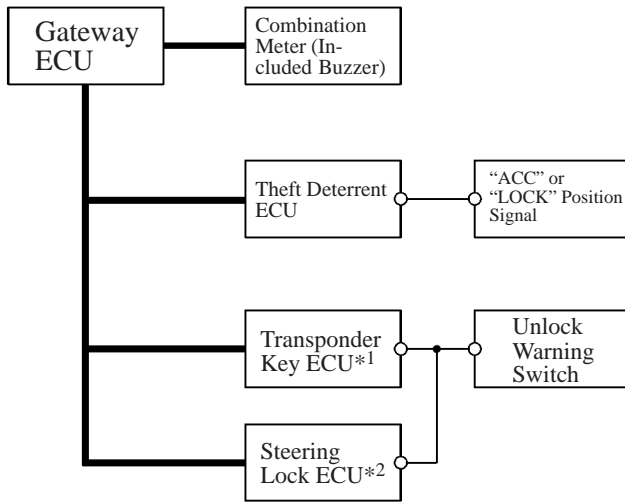 Gateway
ECU
Combination
Meter (In-
cluded Buzzer)
Theft Deterrent
ECU
“ACC” or
“LOCK” Position
Signal
Transponder
Key ECU*1
Unlock
Warning
Switch
Steering
Lock ECU*2